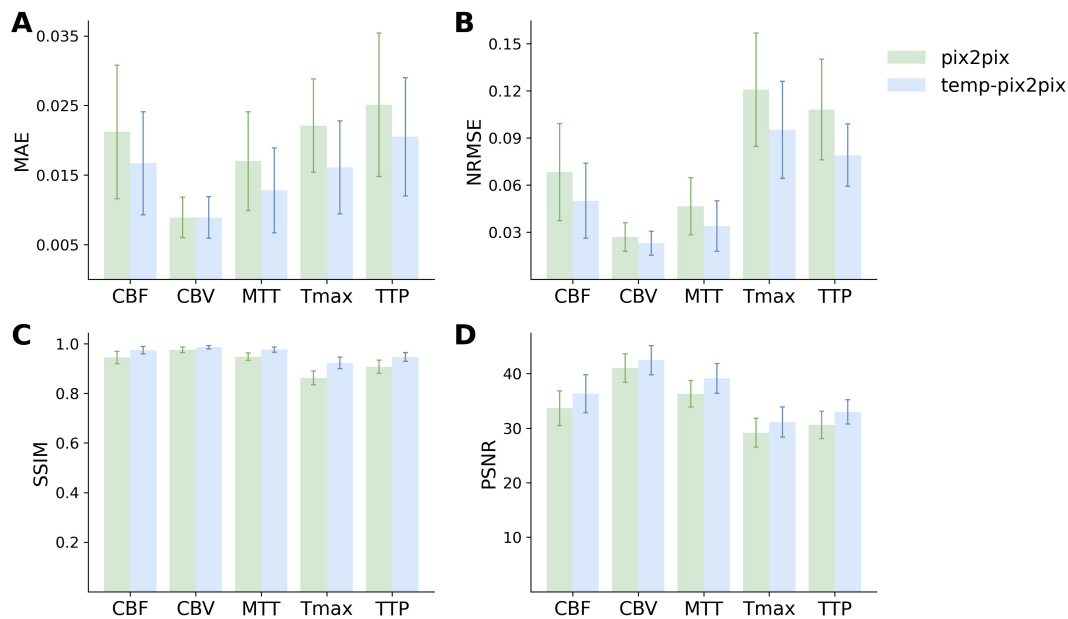 A
MAE
0.035
0.025
0.015
0.005
CBF CBV MTT Tmax TTP
B
NRMSE
0.15
0.12
0.09
0.06
0.03
CBF CBV MTT Tmax TTP
pix2pix
temp-pix2pix
C
SSIM
1.0
0.8
0.6
0.4
0.2
CBF CBV MTT Tmax TTP
D
PSNR
40
30
20
10
CBF CBV MTT Tmax TTP